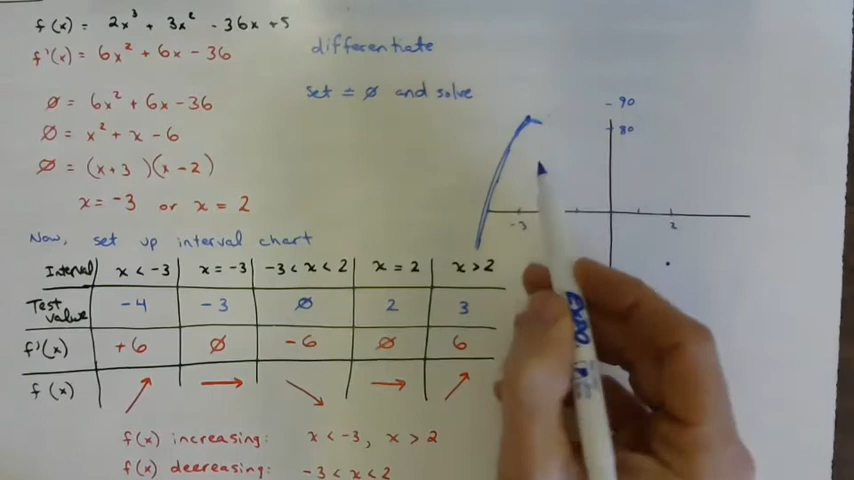 f(x) = 2x³ + 3x² - 36x + 5
f'(x) = 6x² + 6x - 36 differentiate
∅ = 6x² + 6x - 36 set = ∅ and solve
∅ = x² + x - 6
∅ = (x+3)(x-2)
x = -3 or x = 2
Now, set up interval chart
Interval x < -3 x = -3 -3 < x < 2 x = 2 x > 2
Test value -4 -3 ∅ 2 3
f'(x) +6 ∅ -6 ∅ 6
f(x) ↗ → ↘ → ↗
f(x) increasing: x < -3, x > 2
f(x) decreasing: -3 < x < 2
90
80
-3 2
EXPO